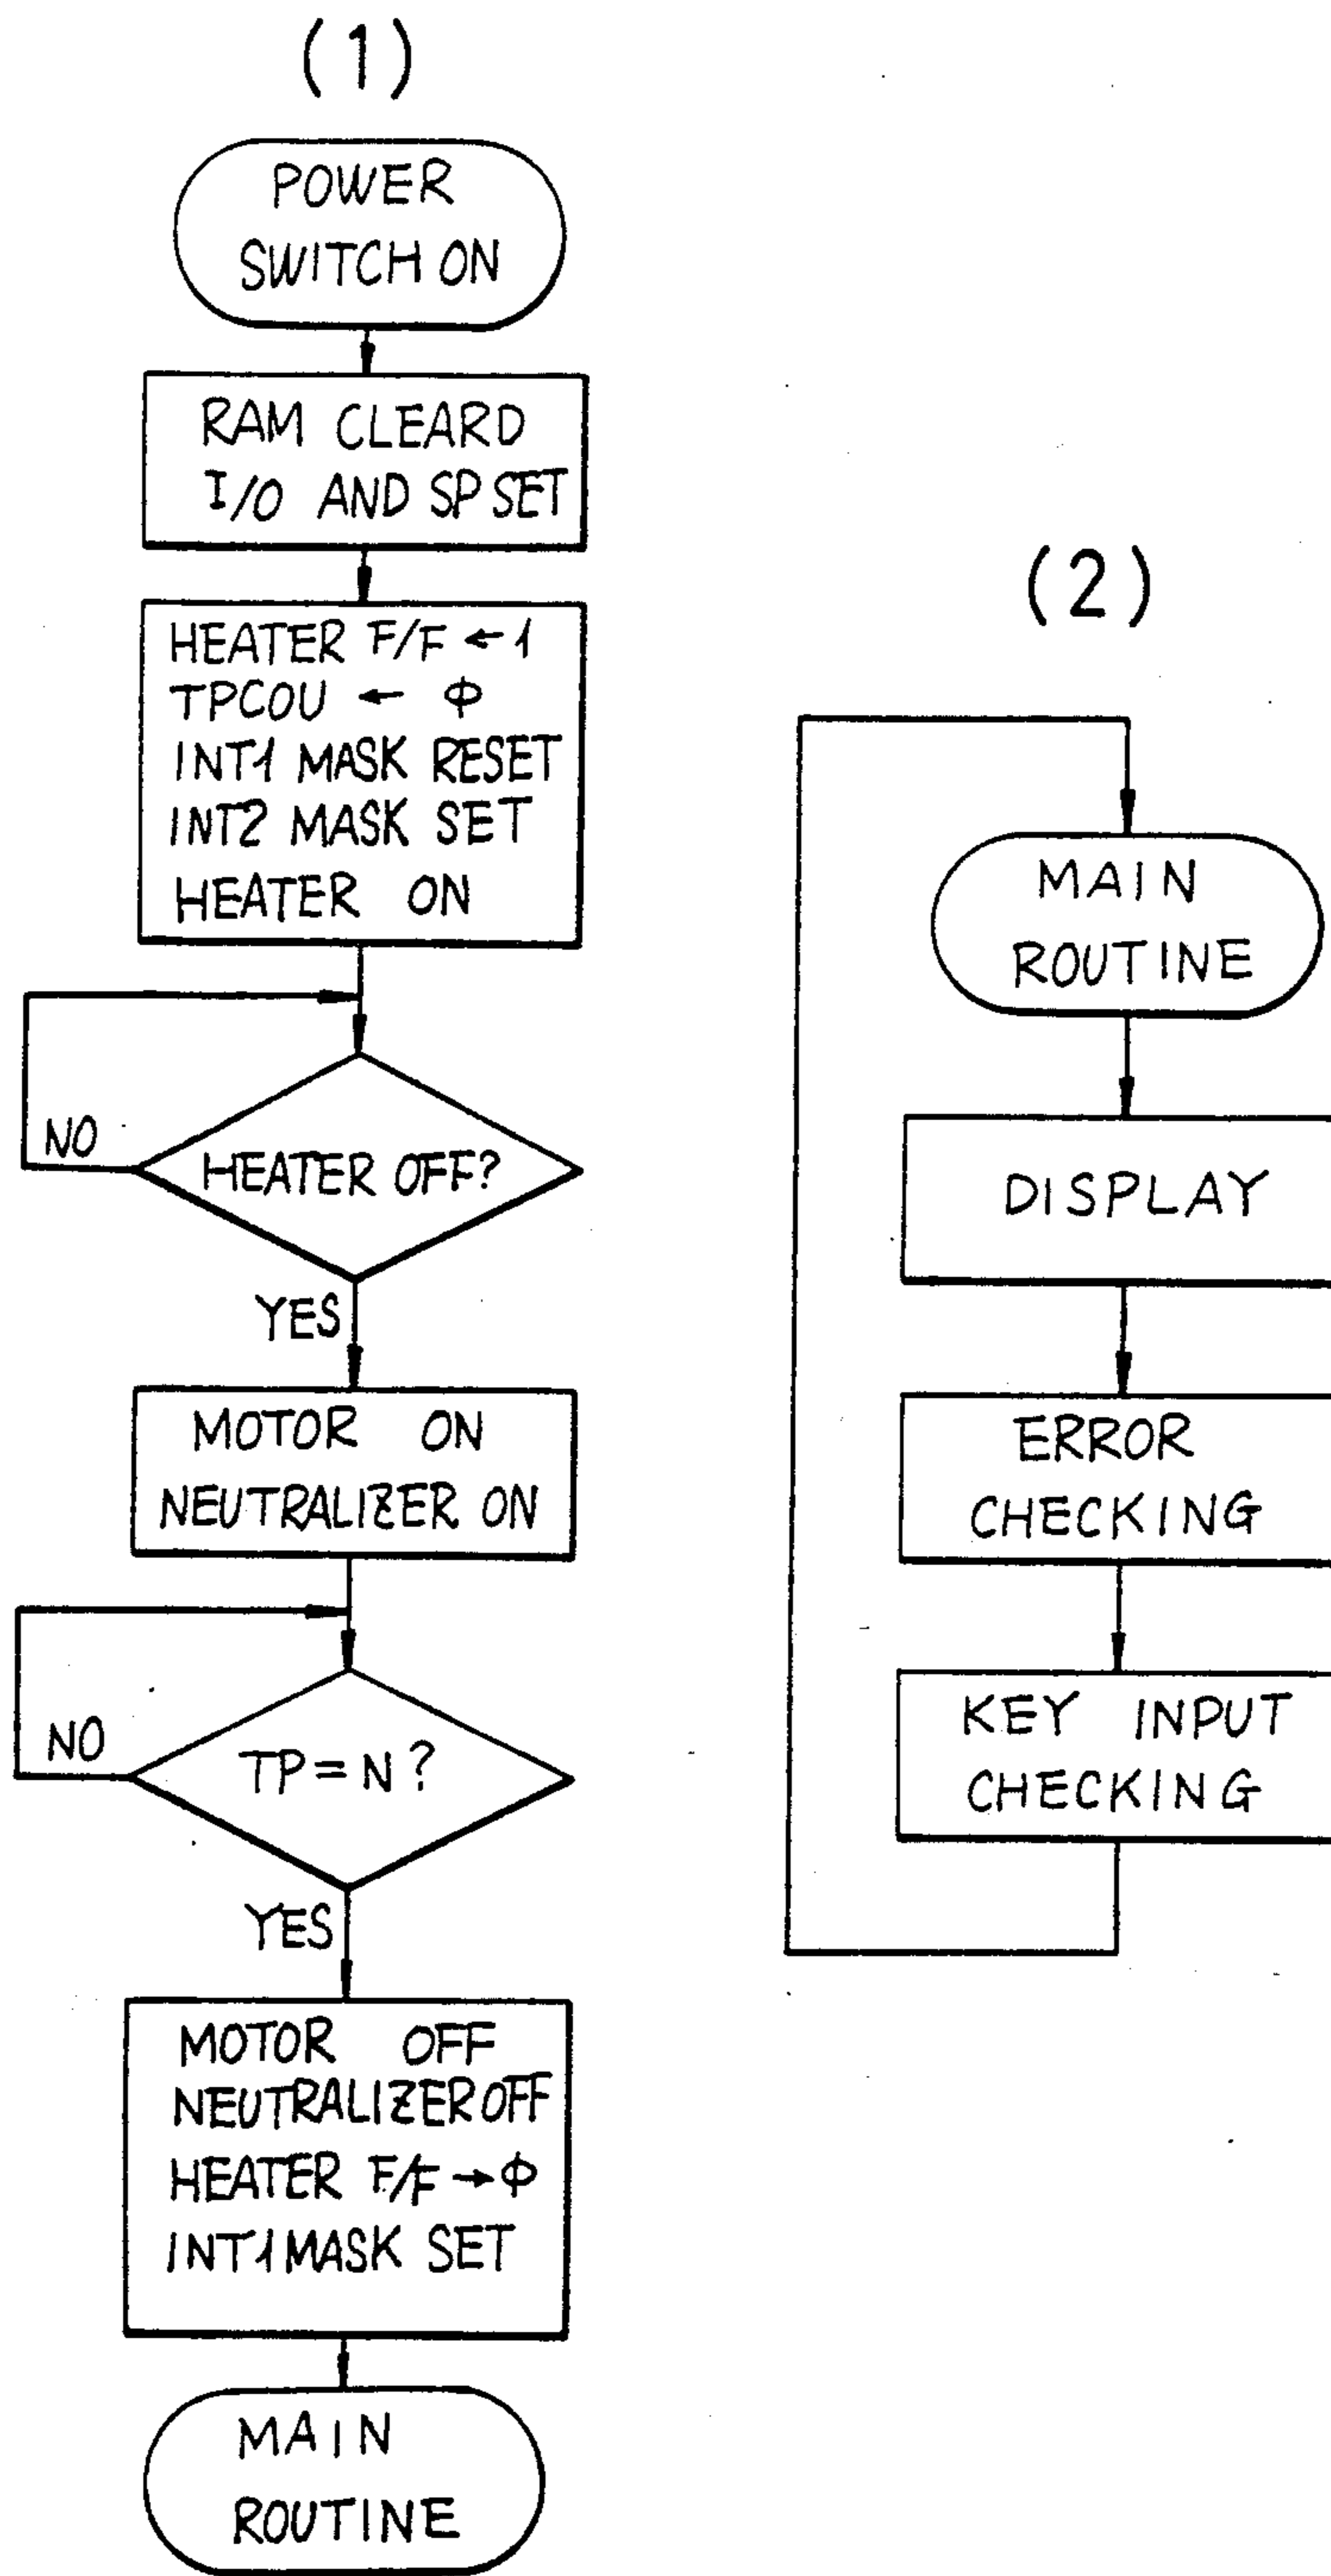 (1)
POWER
SWITCH ON
RAM CLEARD
I/O AND SP SET
HEATER F/F ← 1
TPCOU ← Φ
INT1 MASK RESET
INT2 MASK SET
HEATER ON
NO
HEATER OFF?
YES
MOTOR ON
NEUTRALIZER ON
NO
TP = N ?
YES
MOTOR OFF
NEUTRALIZER OFF
HEATER F/F → Φ
INT1 MASK SET
MAIN
ROUTINE
(2)
MAIN
ROUTINE
DISPLAY
ERROR
CHECKING
KEY INPUT
CHECKING